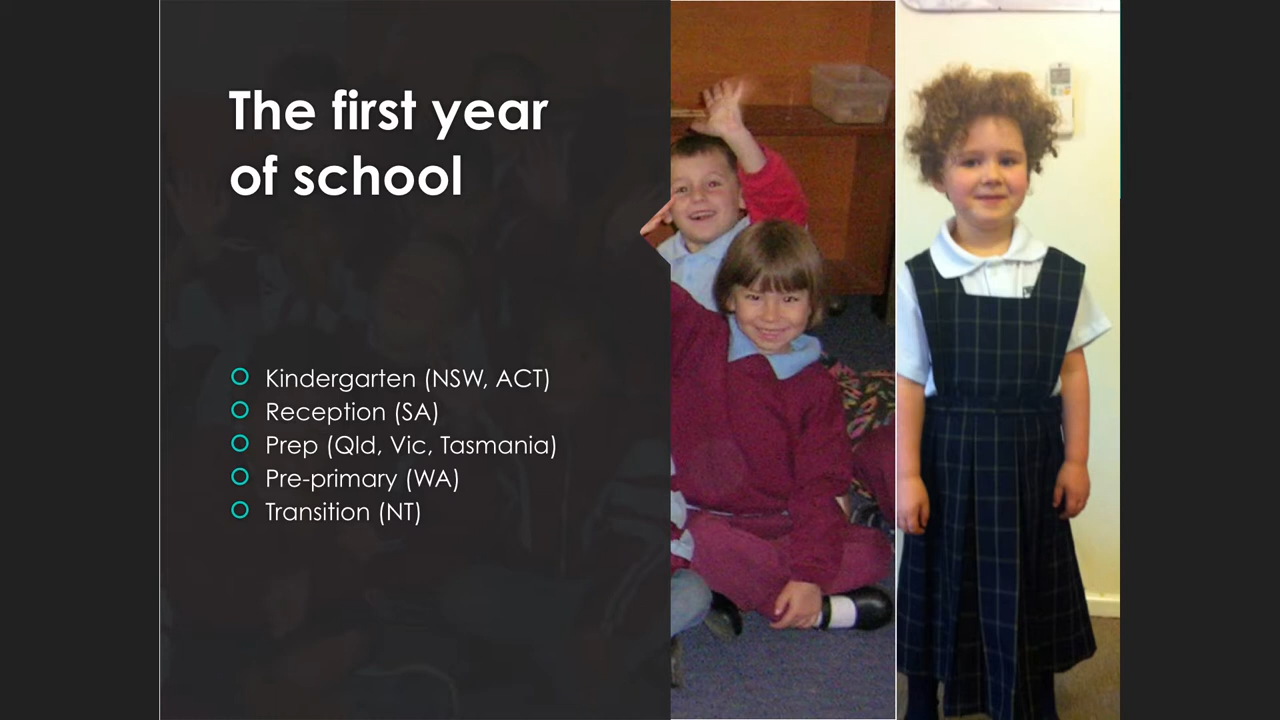 The first year
of school
Kindergarten (NSW, ACT)
Reception (SA)
Prep (Qld, Vic, Tasmania)
Pre-primary (WA)
Transition (NT)